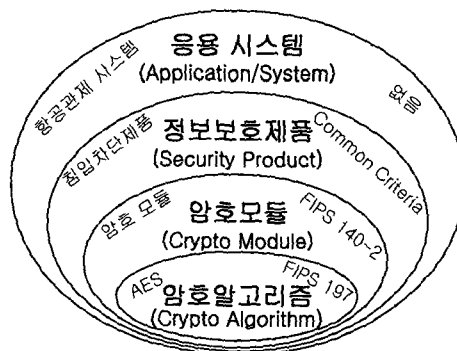 응용 시스템
(Application/System)
항공관제 시스템
없음
정보보호제품
(Security Product)
침입차단제품
Common Criteria
암호모듈
(Crypto Module)
암호 모듈
FIPS 140-2
암호알고리즘
(Crypto Algorithm)
AES
FIPS 197